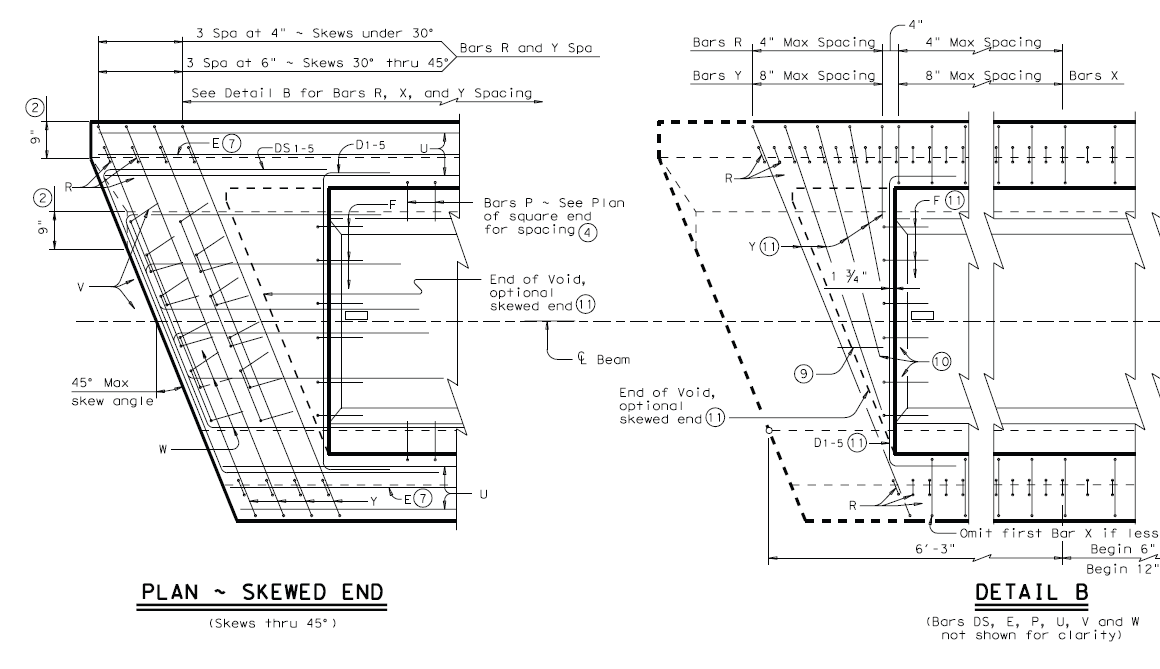 3 Spa at 4" ~ Skews under 30°
3 Spa at 6" ~ Skews 30° thru 45°
Bars R and Y Spa
See Detail B for Bars R, X, and Y Spacing
2
9"
E 7
DS1-5
D1-5
U
R
2
9"
F
Bars P ~ See Plan
of square end
for spacing 4
V
End of Void,
optional
skewed end 11
℄ Beam
45° Max
skew angle
W
Y
E 7
U
PLAN ~ SKEWED END
(Skews thru 45°)
4"
Bars R
4" Max Spacing
4" Max Spacing
Bars Y
8" Max Spacing
8" Max Spacing
Bars X
R
F 11
Y 11
1 3/4"
9
10
End of Void,
optional
skewed end 11
D1-5 11
R
Omit first Bar X if less
6'-3"
Begin 6"
Begin 12"
DETAIL B
(Bars DS, E, P, U, V and W
not shown for clarity)